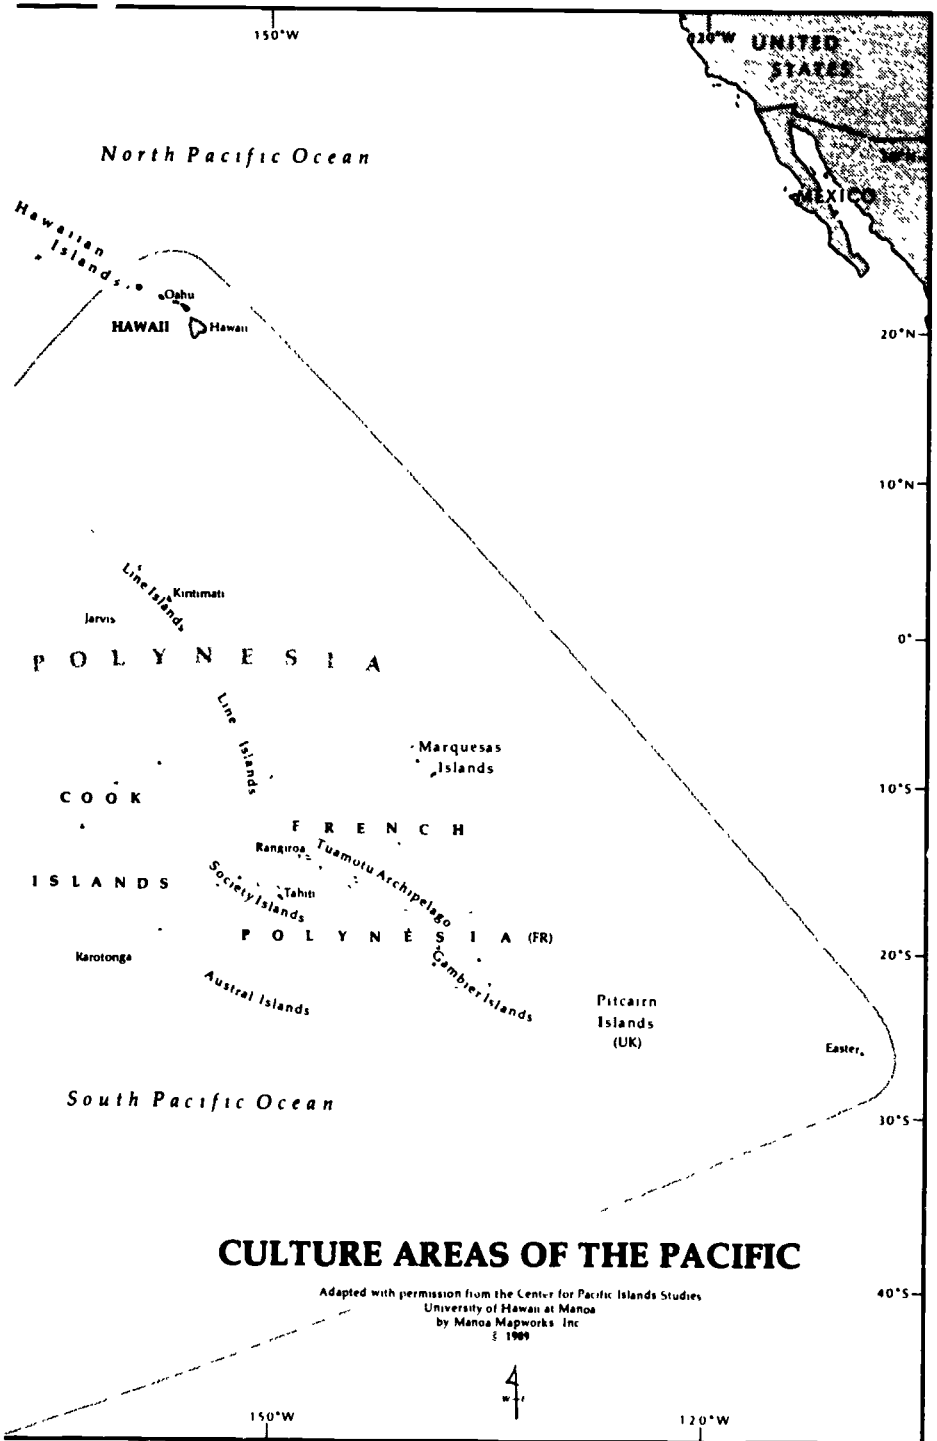 150°W
120°W
UNITED
STATES
North Pacific Ocean
30°N
MEXICO
Hawaiian
Islands
Oahu
HAWAII
Hawaii
20°N
10°N
Line Islands
Kiritimati
Jarvis
0°
POLYNESIA
Line Islands
Marquesas
Islands
10°S
COOK
FRENCH
Rangiroa
Tuamotu Archipelago
ISLANDS
Society Islands
Tahiti
POLYNESIA (FR)
Karotonga
20°S
Gambier Islands
Austral Islands
Pitcairn
Islands
(UK)
Easter
South Pacific Ocean
30°S
CULTURE AREAS OF THE PACIFIC
Adapted with permission from the Center for Pacific Islands Studies
University of Hawaii at Manoa
by Manoa Mapworks Inc
1989
40°S
150°W
120°W